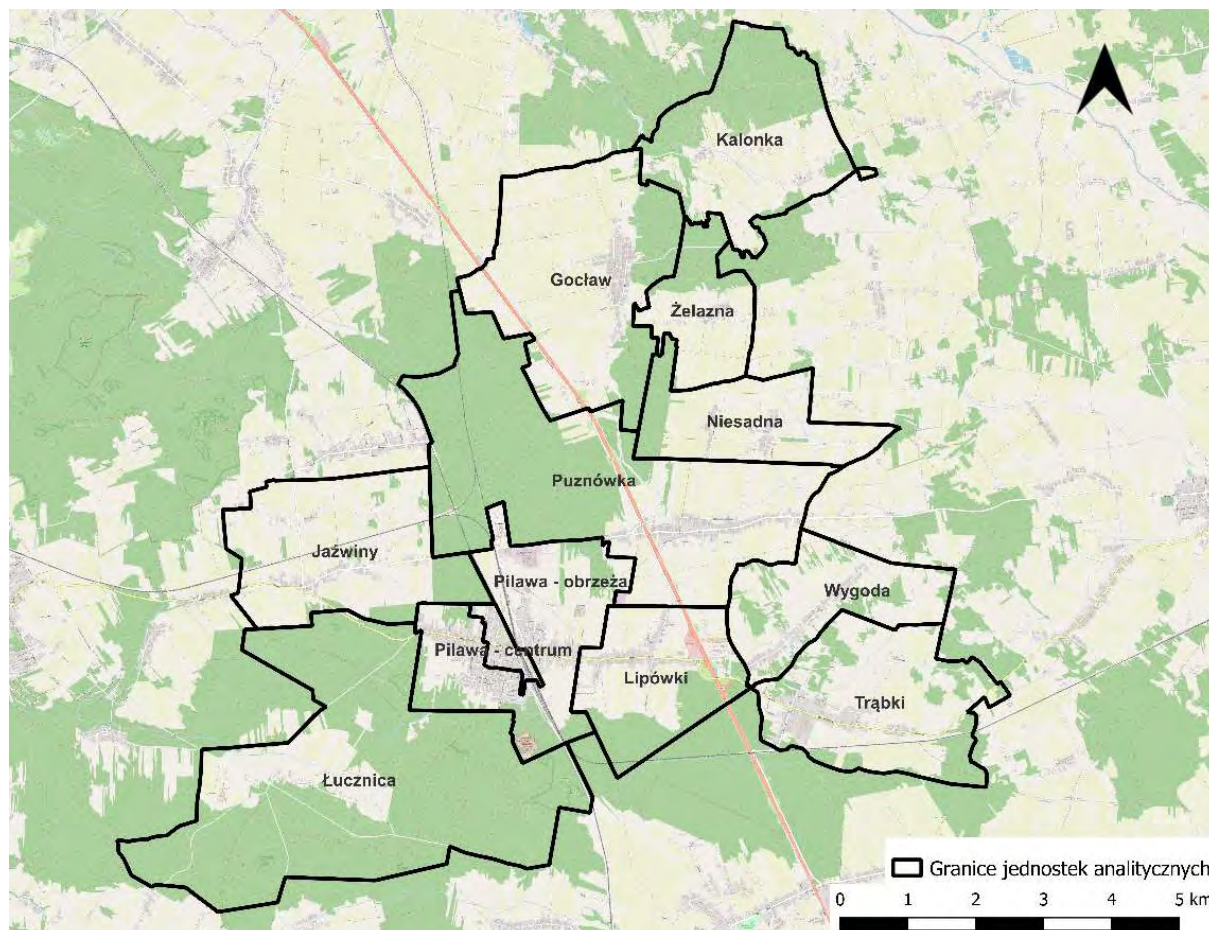 Kalonka
Gocław
Żelazna
Niesadna
Puznówka
Jaźwiny
Pilawa - obrzeża
Wygoda
Pilawa - centrum
Lipówki
Trąbki
Łucznica
Granice jednostek analitycznych
0 1 2 3 4 5 km